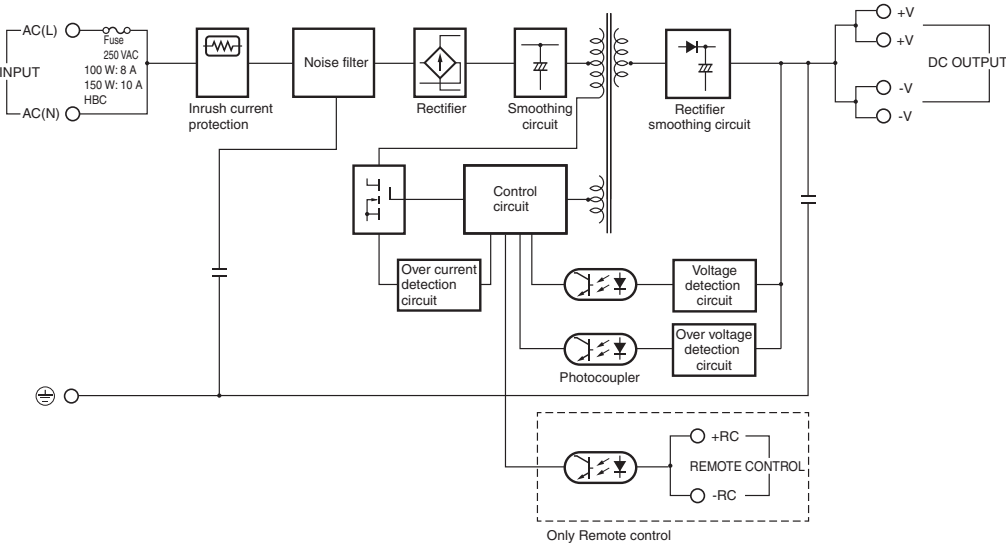 AC(L)
Fuse
250 VAC
100 W: 8 A
150 W: 10 A
HBC
INPUT
AC(N)
Inrush current
protection
Noise filter
Rectifier
Smoothing
circuit
Rectifier
smoothing circuit
+V
+V
DC OUTPUT
-V
-V
Control
circuit
Over current
detection
circuit
Voltage
detection
circuit
Over voltage
detection
circuit
Photocoupler
+RC
REMOTE CONTROL
-RC
Only Remote control